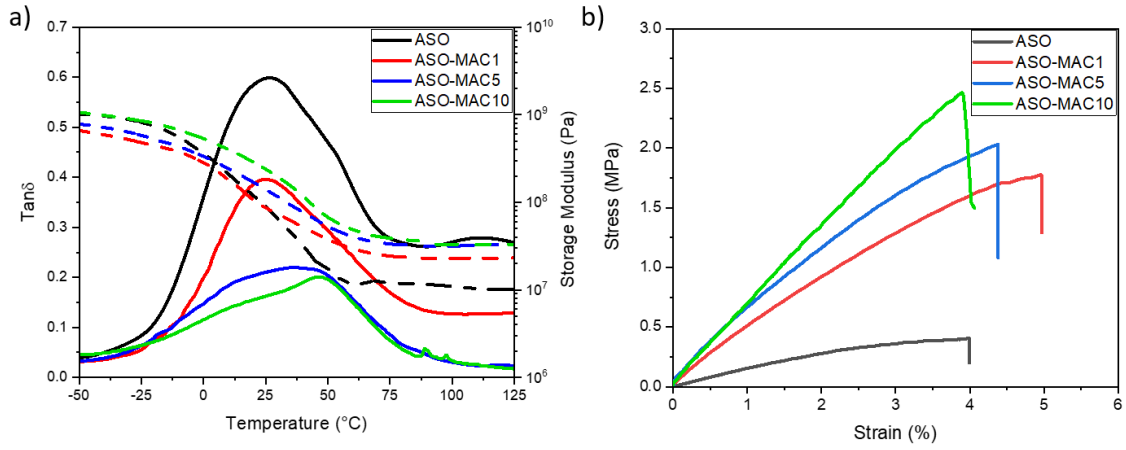 a)
0.7
0.6
0.5
0.4
0.3
0.2
0.1
0.0
Tanδ
-50 -25 0 25 50 75 100 125
Temperature (°C)
10¹⁰
10⁹
10⁸
10⁷
10⁶
Storage Modulus (Pa)
ASO
ASO-MAC1
ASO-MAC5
ASO-MAC10
b)
3.0
2.5
2.0
1.5
1.0
0.5
0.0
Stress (MPa)
0 1 2 3 4 5 6
Strain (%)
ASO
ASO-MAC1
ASO-MAC5
ASO-MAC10